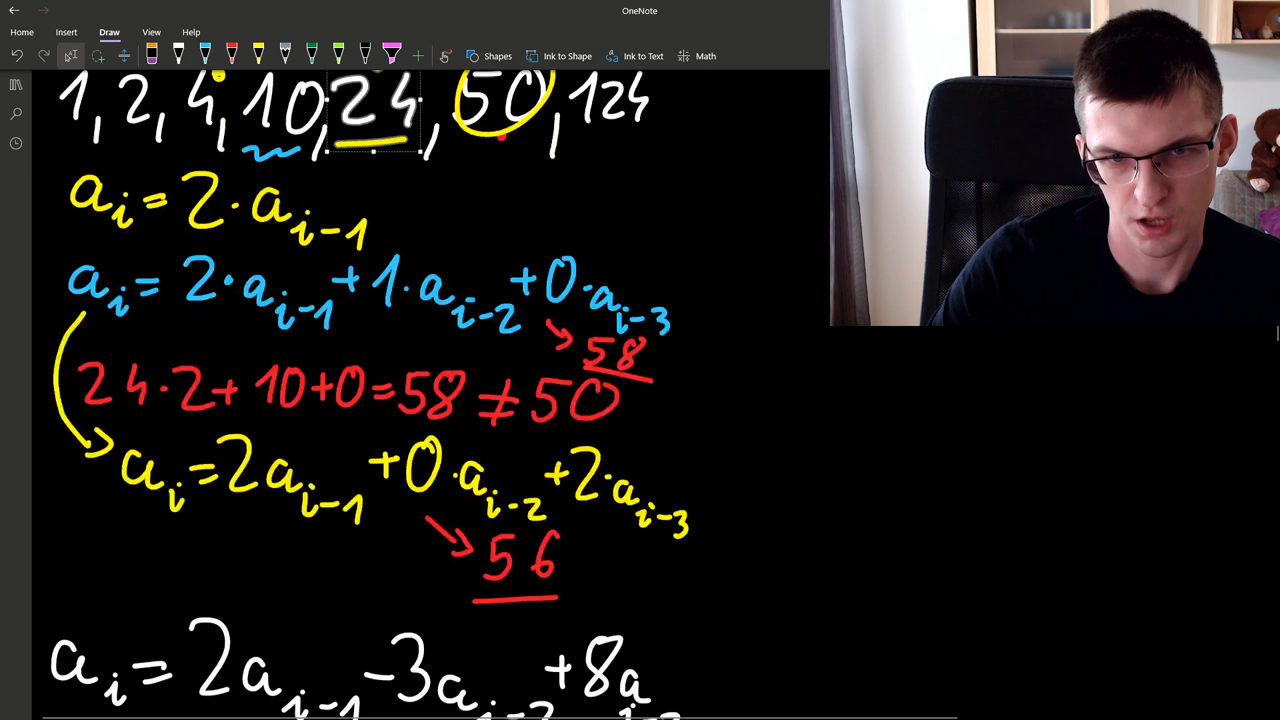 OneNote
Home Insert Draw View Help
Shapes Ink to Shape Ink to Text Math
1, 2, 4, 10, 24, 50, 124
a_i = 2 · a_{i-1}
a_i = 2 · a_{i-1} + 1 · a_{i-2} + 0 · a_{i-3}
58
24 · 2 + 10 + 0 = 58 ≠ 50
a_i = 2a_{i-1} + 0 · a_{i-2} + 2 · a_{i-3}
56
a_i = 2a_{i-1} - 3a_{i-2} + 8a